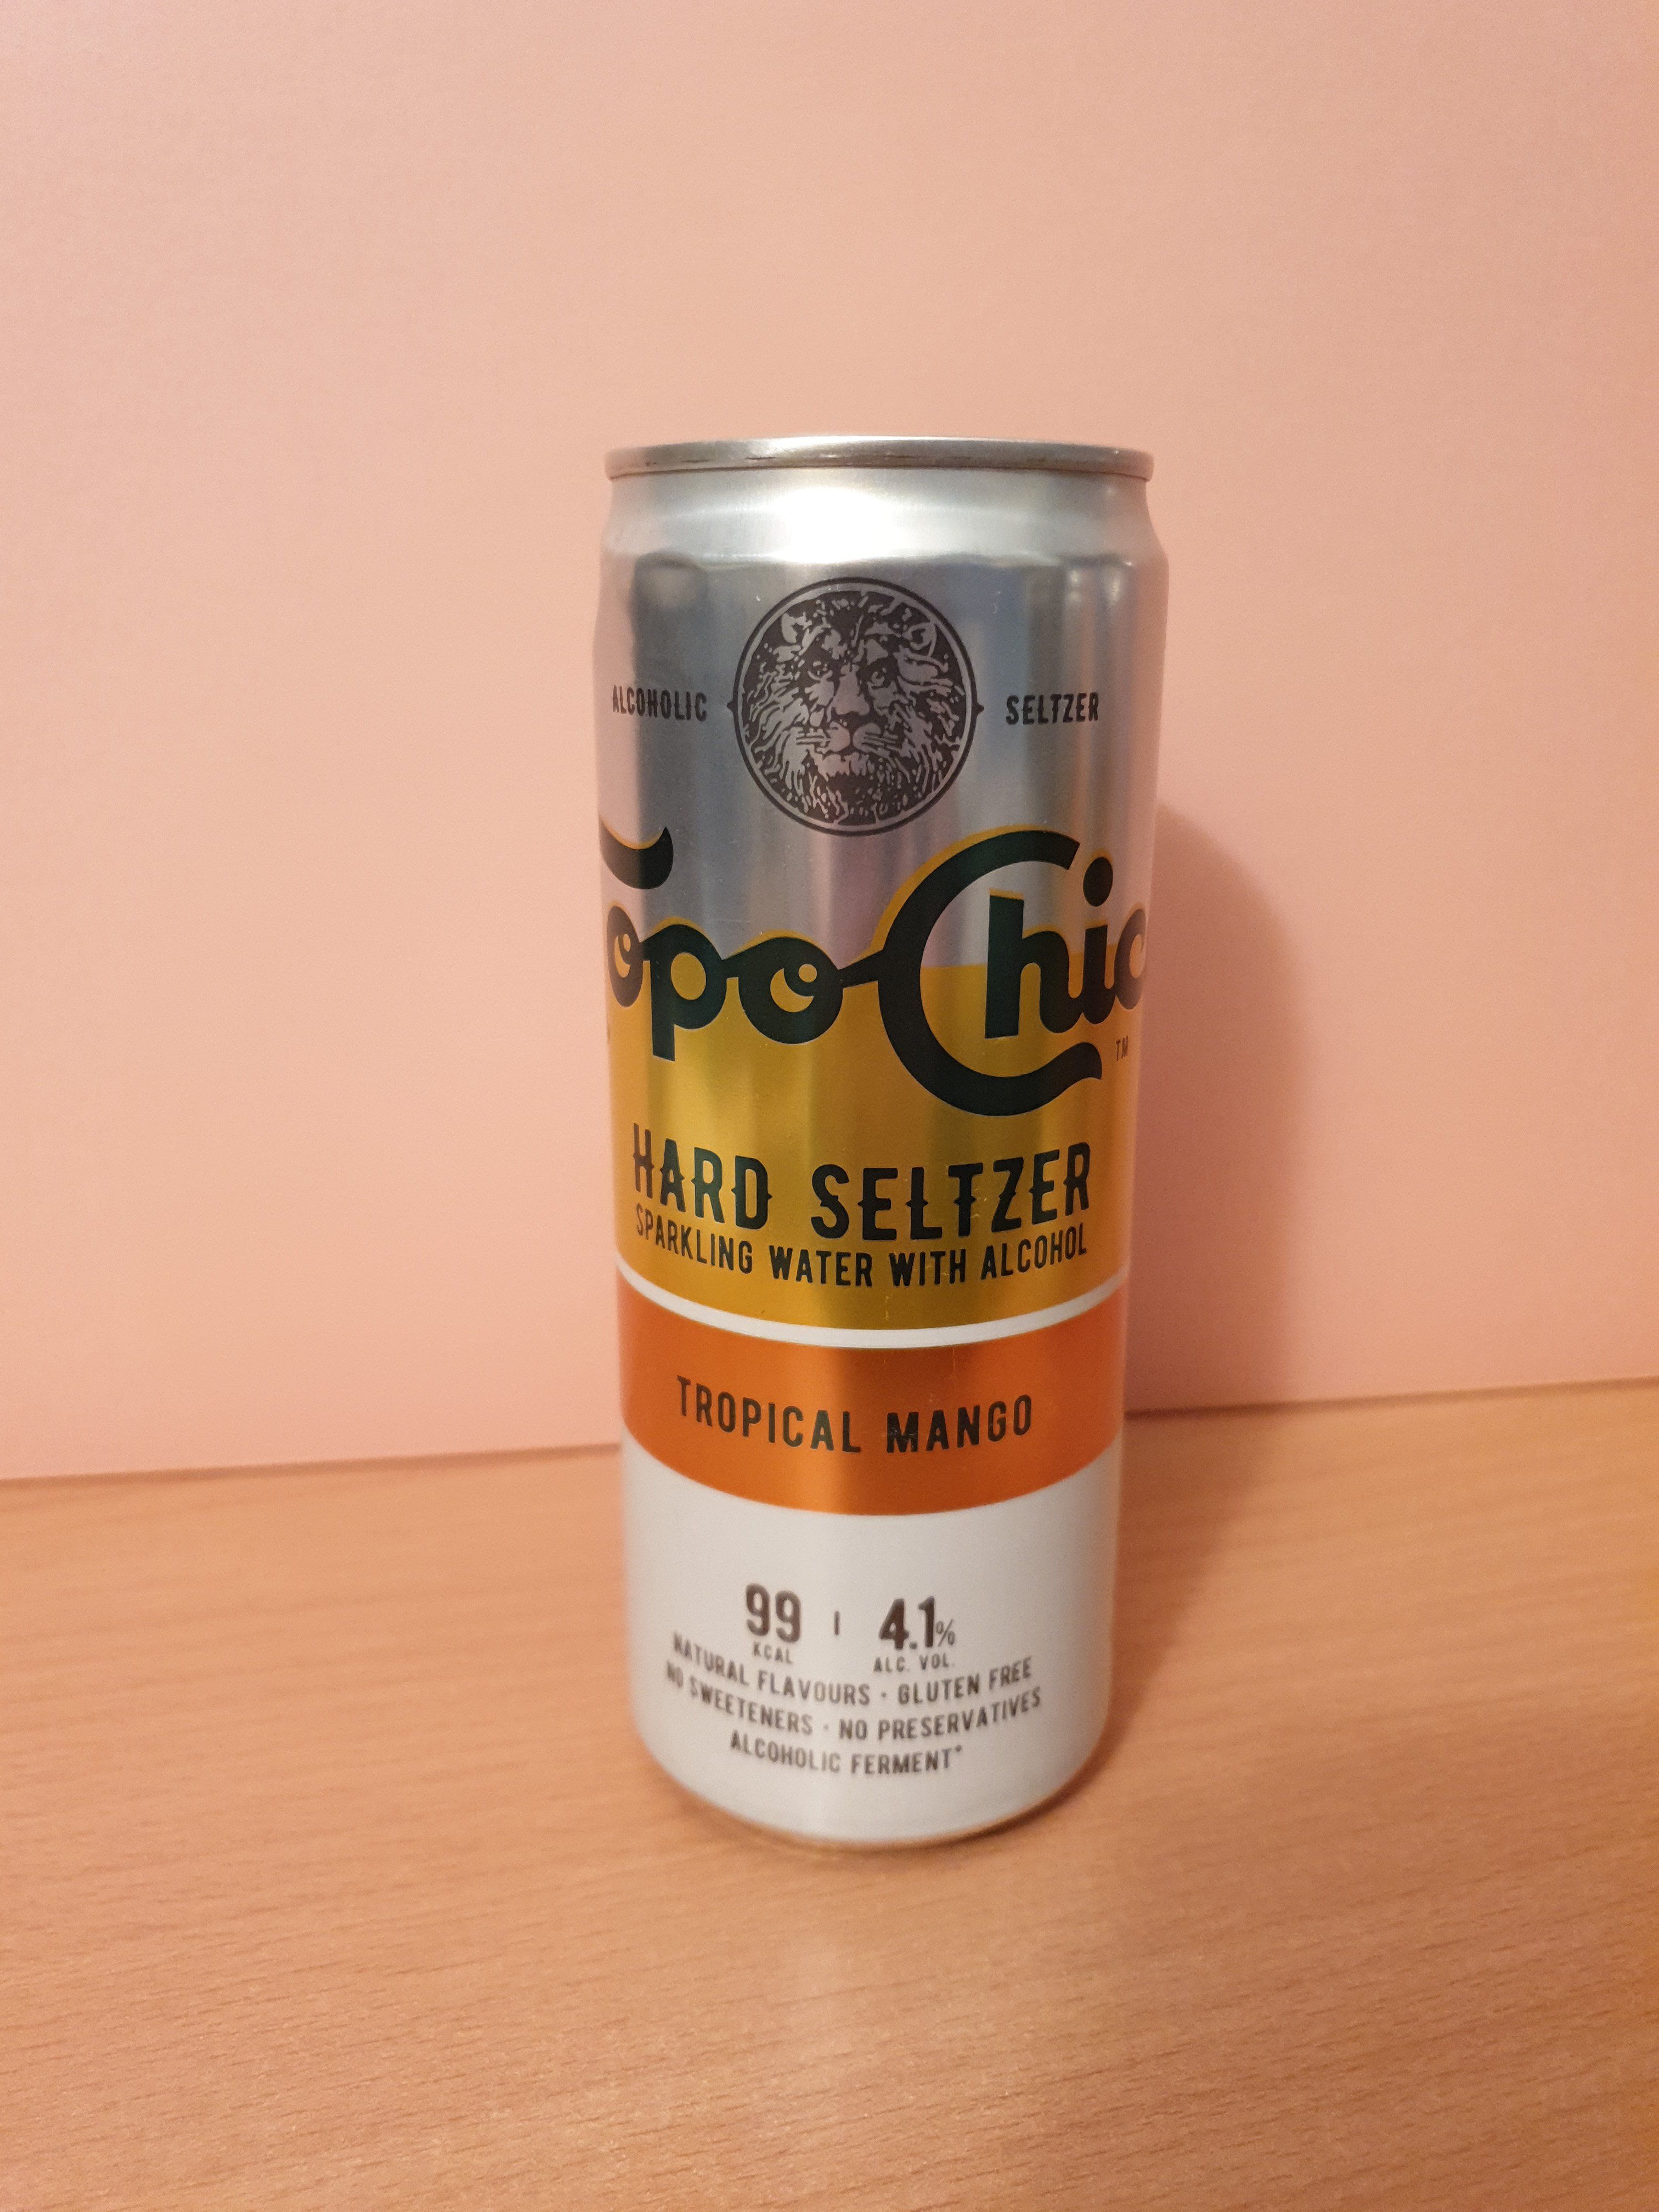 ALCOHOLIC SELTZER
Topo Chic
TM
HARD SELTZER
SPARKLING WATER WITH ALCOHOL
TROPICAL MANGO
99 | 4.1%
KCAL ALC. VOL.
NATURAL FLAVOURS · GLUTEN FREE
NO SWEETENERS · NO PRESERVATIVES
ALCOHOLIC FERMENT*